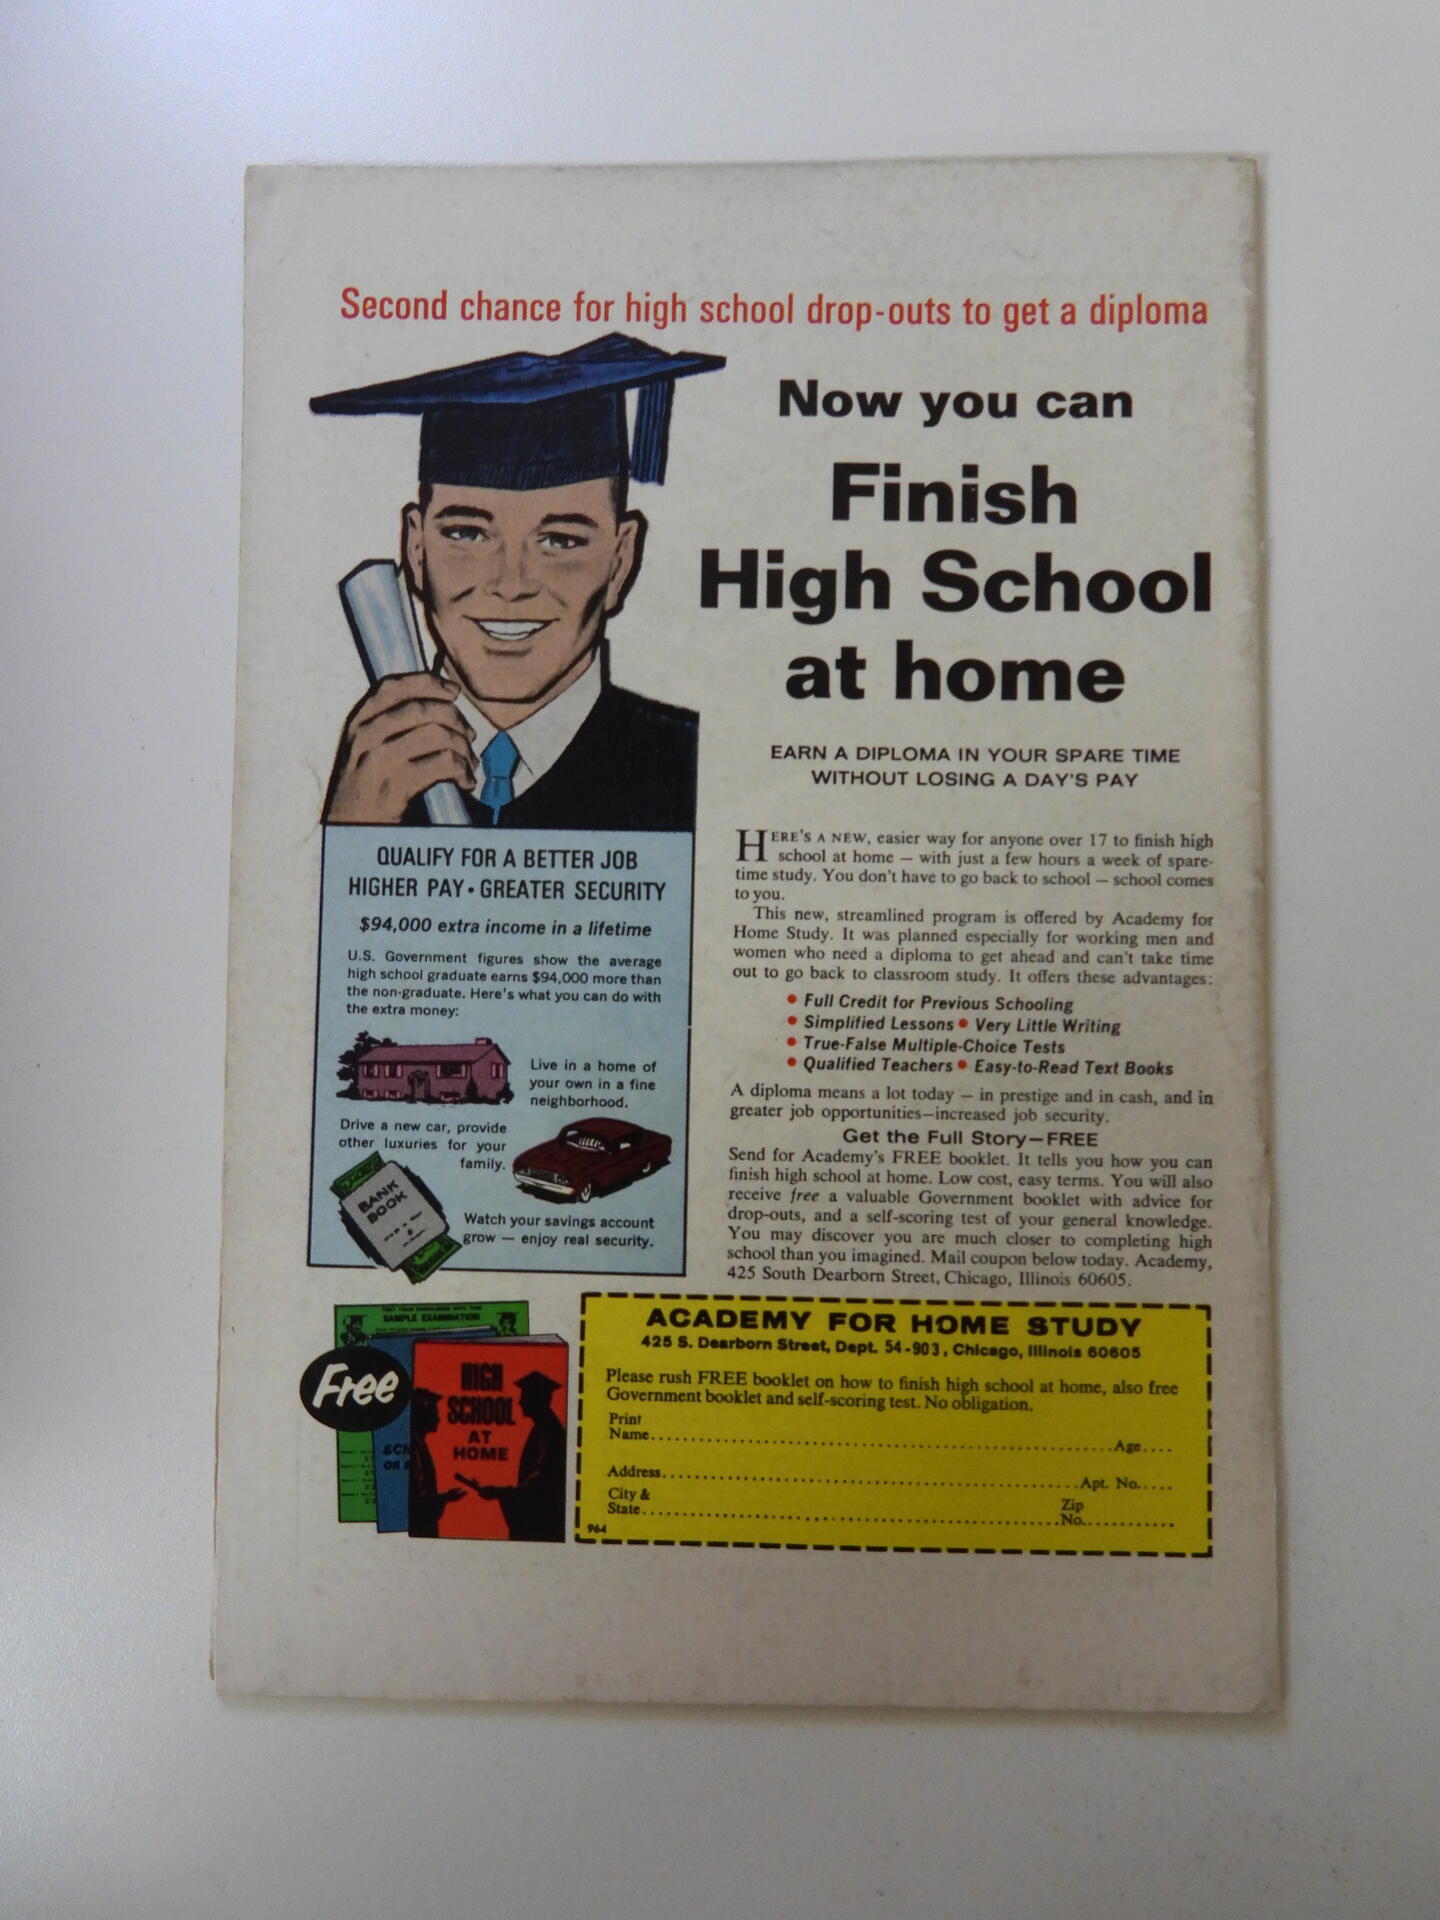 Second chance for high school drop-outs to get a diploma
Now you can
Finish
High School
at home
EARN A DIPLOMA IN YOUR SPARE TIME
WITHOUT LOSING A DAY'S PAY
QUALIFY FOR A BETTER JOB
HIGHER PAY • GREATER SECURITY
$94,000 extra income in a lifetime
U.S. Government figures show the average
high school graduate earns $94,000 more than
the non-graduate. Here's what you can do with
the extra money:
Live in a home of
your own in a fine
neighborhood.
Drive a new car, provide
other luxuries for your
family.
BANK
BOOK
Watch your savings account
grow — enjoy real security.
HERE'S A NEW, easier way for anyone over 17 to finish high
school at home — with just a few hours a week of spare-
time study. You don't have to go back to school — school comes
to you.
This new, streamlined program is offered by Academy for
Home Study. It was planned especially for working men and
women who need a diploma to get ahead and can't take time
out to go back to classroom study. It offers these advantages:
• Full Credit for Previous Schooling
• Simplified Lessons • Very Little Writing
• True-False Multiple-Choice Tests
• Qualified Teachers • Easy-to-Read Text Books
A diploma means a lot today — in prestige and in cash, and in
greater job opportunities—increased job security.
Get the Full Story—FREE
Send for Academy's FREE booklet. It tells you how you can
finish high school at home. Low cost, easy terms. You will also
receive free a valuable Government booklet with advice for
drop-outs, and a self-scoring test of your general knowledge.
You may discover you are much closer to completing high
school than you imagined. Mail coupon below today. Academy,
425 South Dearborn Street, Chicago, Illinois 60605.
TEST YOUR KNOWLEDGE WITH THIS
SAMPLE EXAMINATION
Free
HIGH
SCHOOL
AT
HOME
ACADEMY FOR HOME STUDY
425 S. Dearborn Street, Dept. 54-903, Chicago, Illinois 60605
Please rush FREE booklet on how to finish high school at home, also free
Government booklet and self-scoring test. No obligation.
Print
Name.....Age....
Address.....Apt. No.....
City &
State.....Zip No.....
964